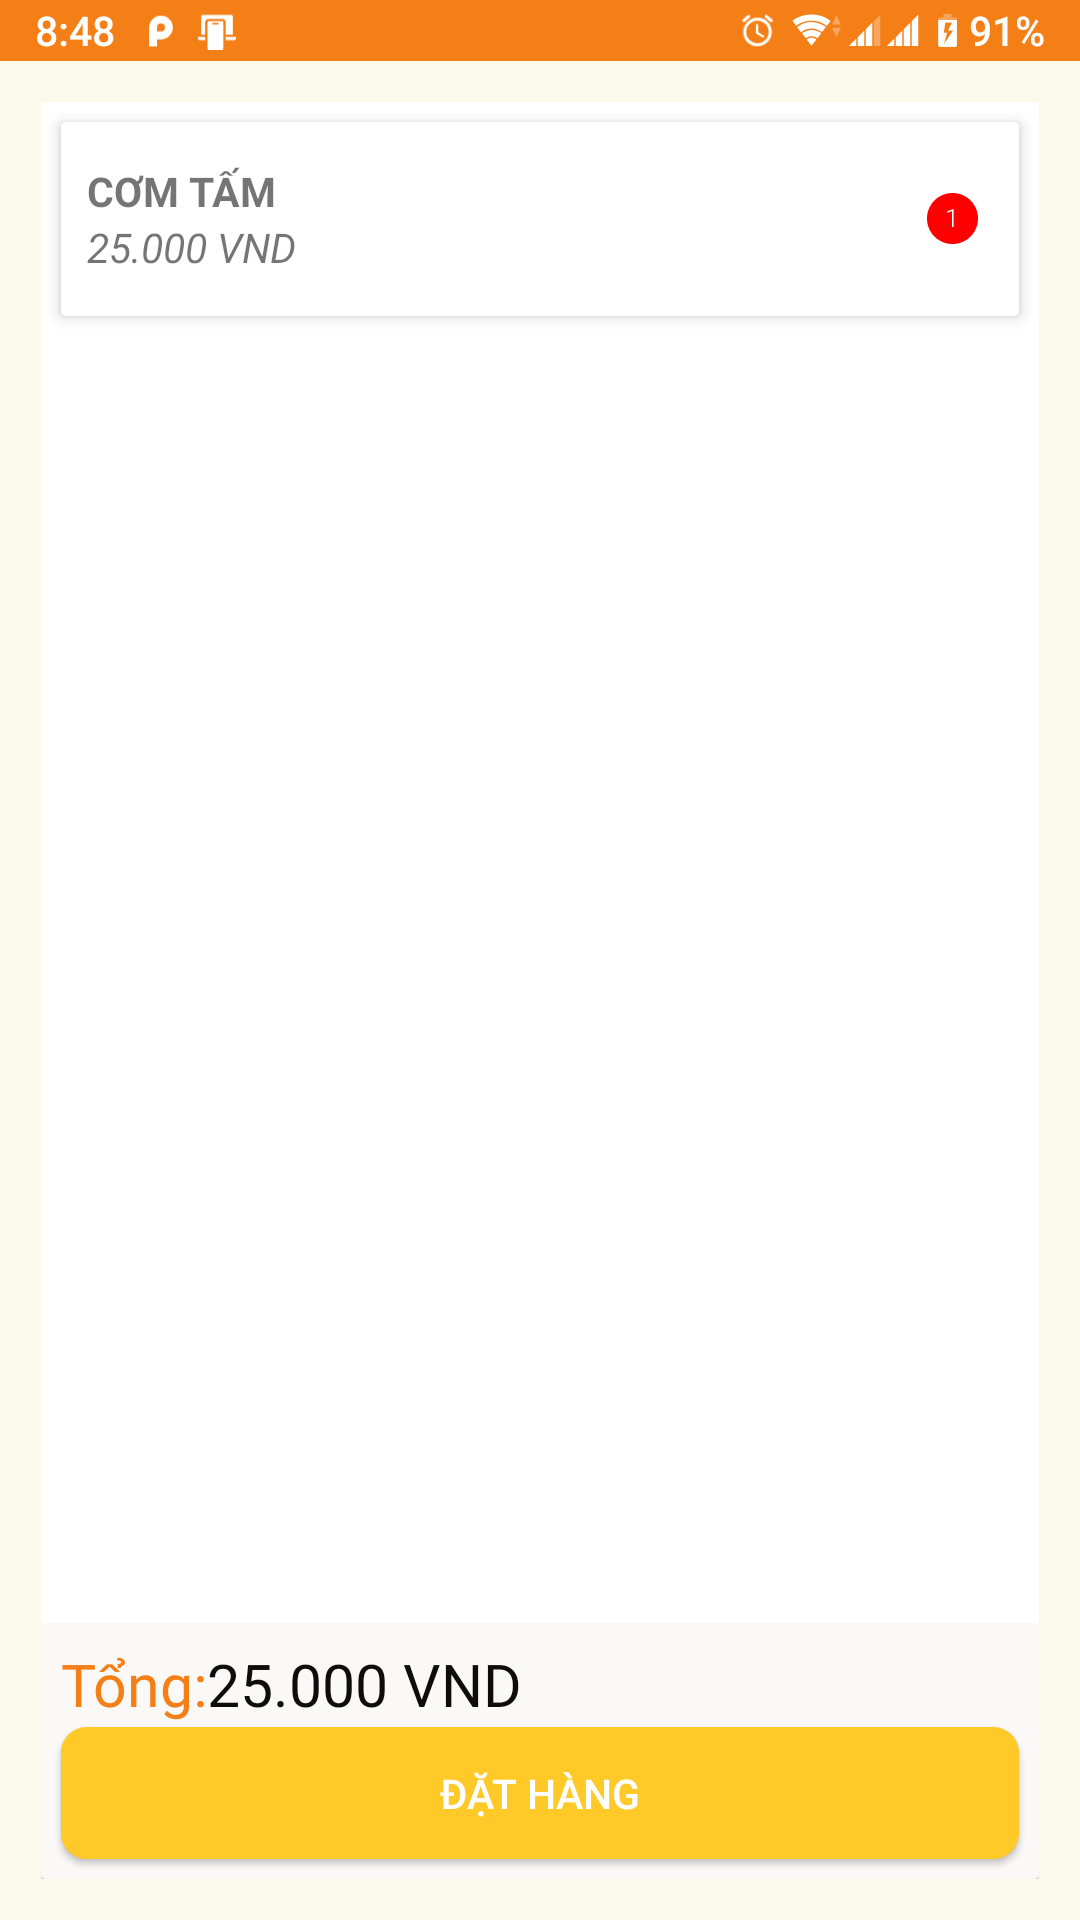 8:48
91%
CƠM TẤM
25.000 VND
1
Tổng:25.000 VND
ĐẶT HÀNG